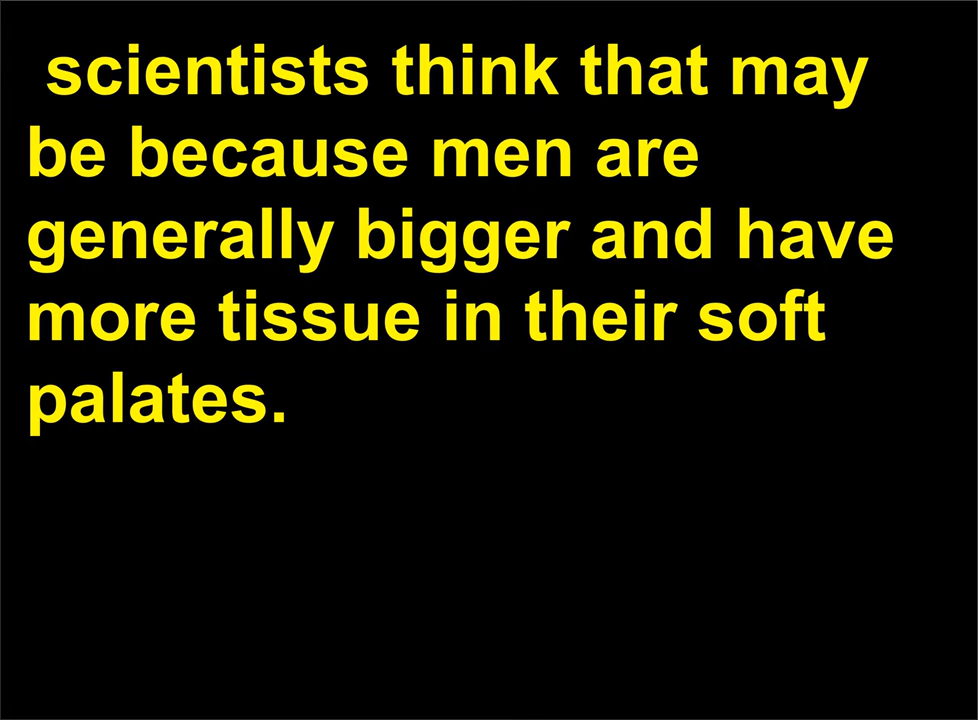 scientists think that may
be because men are
generally bigger and have
more tissue in their soft
palates.